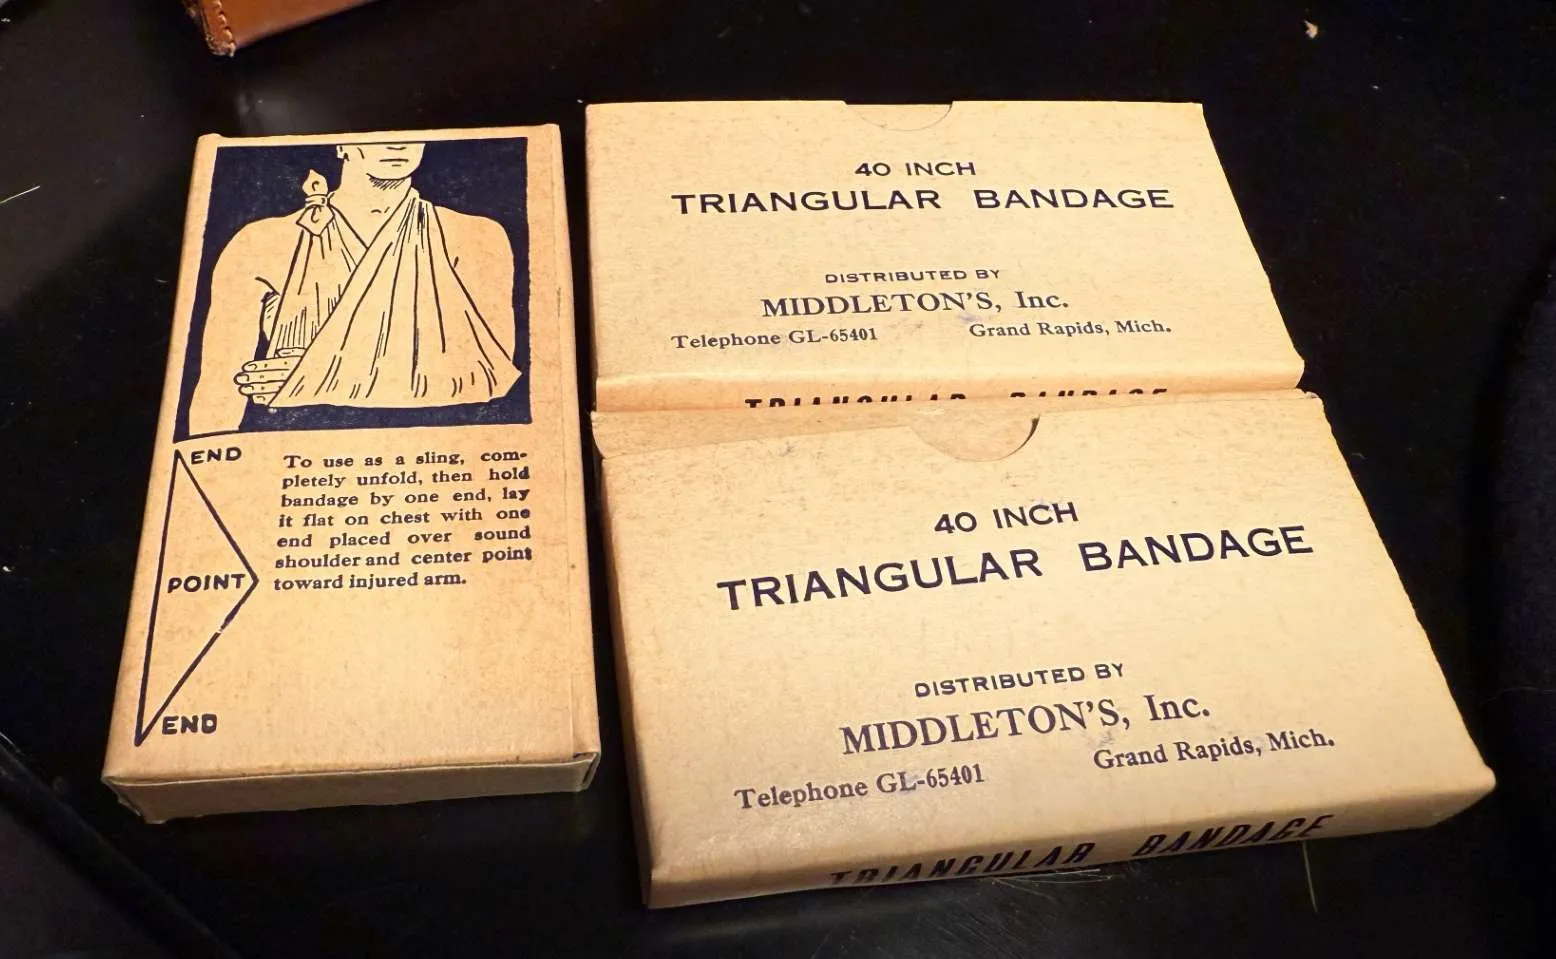 END
To use as a sling, com-
pletely unfold, then hold
bandage by one end, lay
it flat on chest with one
end placed over sound
shoulder and center point
toward injured arm.
POINT
END
40 INCH
TRIANGULAR BANDAGE
DISTRIBUTED BY
MIDDLETON'S, Inc.
Telephone GL-65401 Grand Rapids, Mich.
TRIANGULAR BANDAGE
40 INCH
TRIANGULAR BANDAGE
DISTRIBUTED BY
MIDDLETON'S, Inc.
Telephone GL-65401 Grand Rapids, Mich.
TRIANGULAR BANDAGE